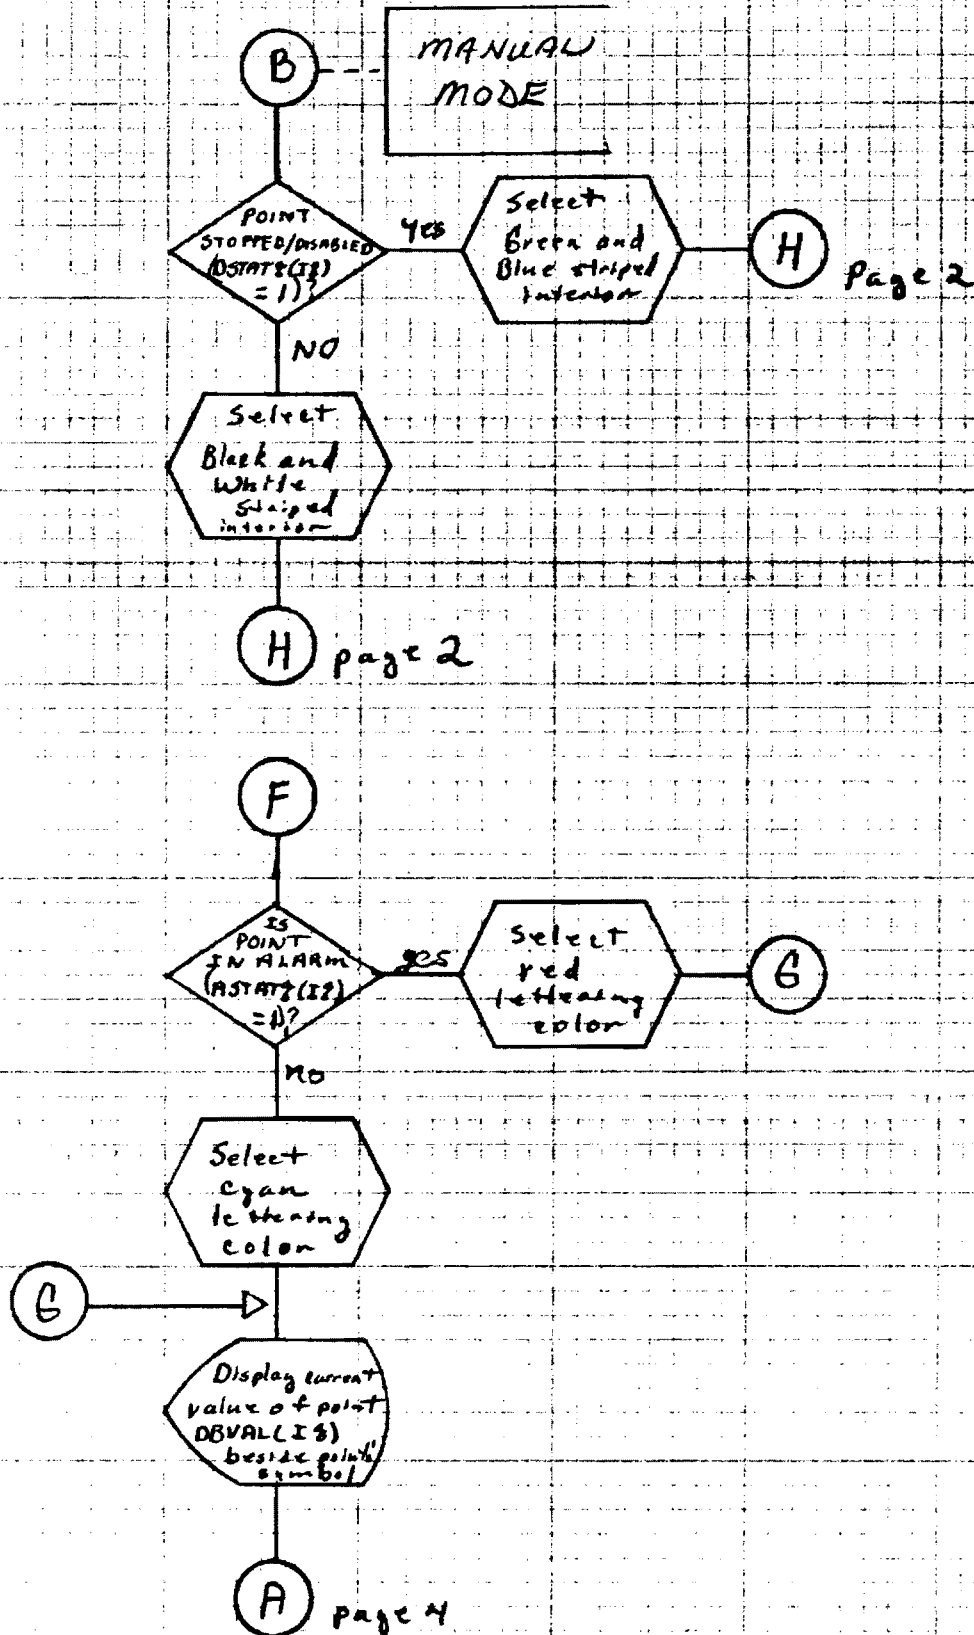 B
MANUAL
MODE
POINT
STOPPED/DISABLED
(DSTAT%(I%)
= 1)?
Yes
Select
Green and
Blue striped
interior
H
Page 2
NO
Select
Black and
White
Striped
interior
H
page 2
F
IS
POINT
IN ALARM
(ASTAT%(I%)
=1)?
yes
Select
red
lettering
color
G
no
Select
cyan
lettering
color
G
Display current
value of point
DBVAL(I%)
beside point's
symbol
A
page 4